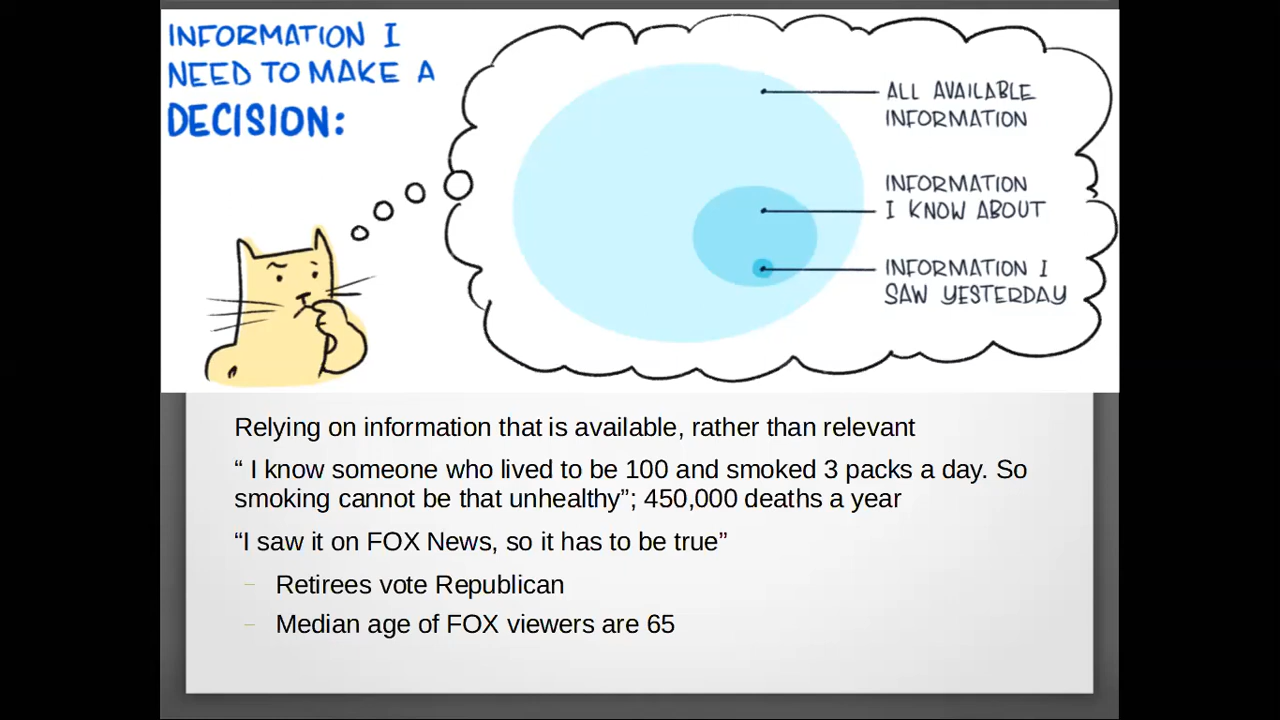 INFORMATION I
NEED TO MAKE A
DECISION:
ALL AVAILABLE
INFORMATION
INFORMATION
I KNOW ABOUT
INFORMATION I
SAW YESTERDAY
Relying on information that is available, rather than relevant
“ I know someone who lived to be 100 and smoked 3 packs a day. So
smoking cannot be that unhealthy”; 450,000 deaths a year
“I saw it on FOX News, so it has to be true”
– Retirees vote Republican
– Median age of FOX viewers are 65